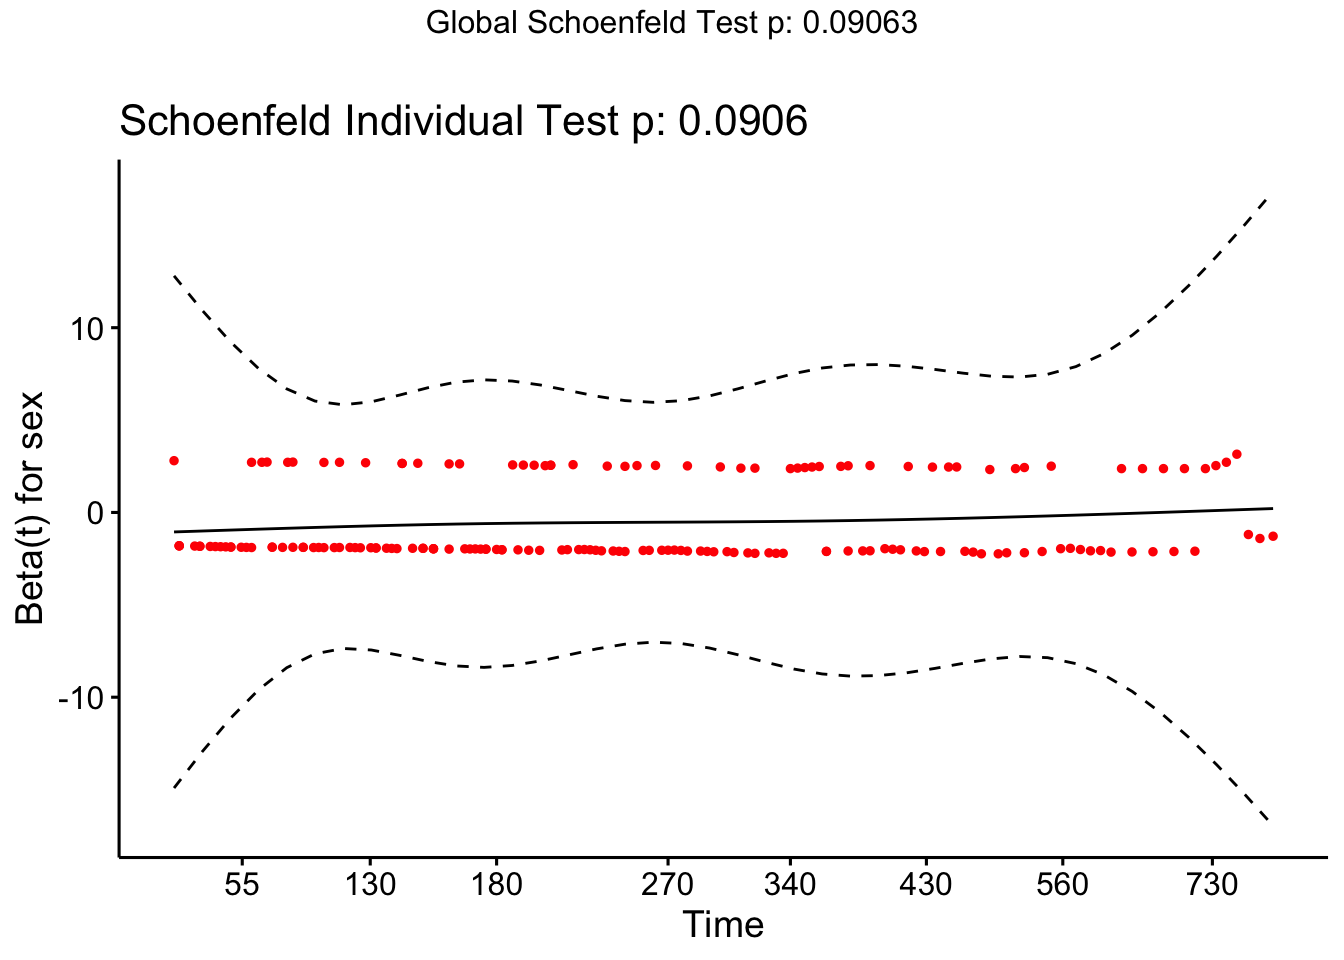 Global Schoenfeld Test p: 0.09063
Schoenfeld Individual Test p: 0.0906
Beta(t) for sex
10
0
-10
55 130 180 270 340 430 560 730
Time